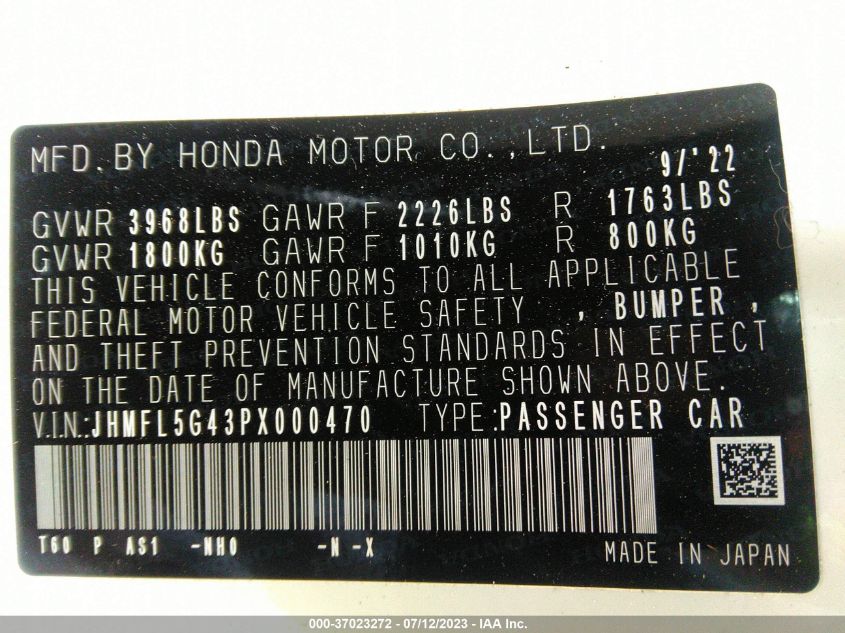 MFD. BY HONDA MOTOR CO., LTD. 9/'22
GVWR 3968LBS GAWR F 2226LBS R 1763LBS
GVWR 1800KG GAWR F 1010KG R 800KG
THIS VEHICLE CONFORMS TO ALL APPLICABLE
FEDERAL MOTOR VEHICLE SAFETY , BUMPER ,
AND THEFT PREVENTION STANDARDS IN EFFECT
ON THE DATE OF MANUFACTURE SHOWN ABOVE.
V.I.N.:JHMFL5G43PX000470 TYPE:PASSENGER CAR
T60 P AS1 -NH0 -N -X
MADE IN JAPAN
000-37023272 - 07/12/2023 - IAA Inc.